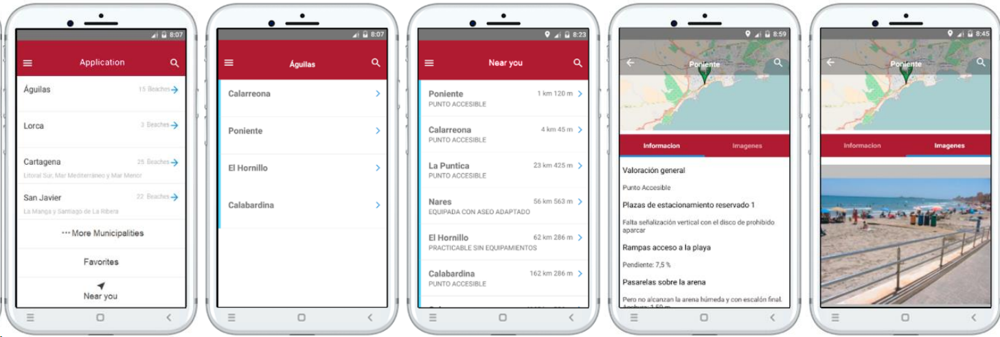 8:07
Application
Águilas
15 Beaches
Lorca
3 Beaches
Cartagena
25 Beaches
Litoral Sur, Mar Mediterráneo y Mar Menor
San Javier
22 Beaches
La Manga y Santiago de La Ribera
··· More Municipalities
Favorites
Near you
8:07
Águilas
Calarreona
Poniente
El Hornillo
Calabardina
8:23
Near you
Poniente
1 km 120 m
PUNTO ACCESIBLE
Calarreona
4 km 45 m
PUNTO ACCESIBLE
La Puntica
23 km 425 m
PUNTO ACCESIBLE
Nares
56 km 563 m
EQUIPADA CON ASEO ADAPTADO
El Hornillo
62 km 286 m
PRACTICABLE SIN EQUIPAMIENTOS
Calabardina
162 km 286 m
PUNTO ACCESIBLE
8:59
Poniente
Informacion
Imagenes
Valoración general
Punto Accesible
Plazas de estacionamiento reservado 1
Falta señalización vertical con el disco de prohibido
aparcar
Rampas acceso a la playa
Pendiente: 7,5 %
Pasarelas sobre la arena
Pero no alcanzan la arena húmeda y con escalón final.
Anchura: 1,50 m
8:45
Poniente
Informacion
Imagenes